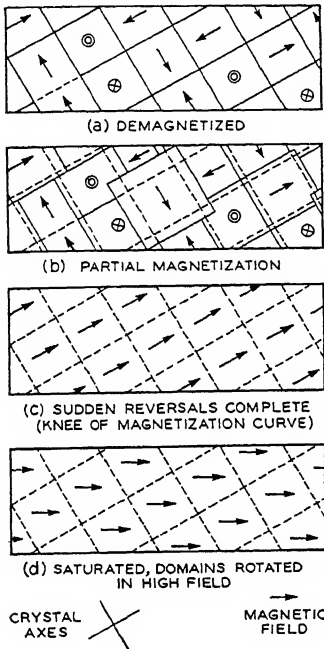 (a) DEMAGNETIZED
(b) PARTIAL MAGNETIZATION
(c) SUDDEN REVERSALS COMPLETE
(KNEE OF MAGNETIZATION CURVE)
(d) SATURATED, DOMAINS ROTATED
IN HIGH FIELD
CRYSTAL
AXES
MAGNETIC
FIELD